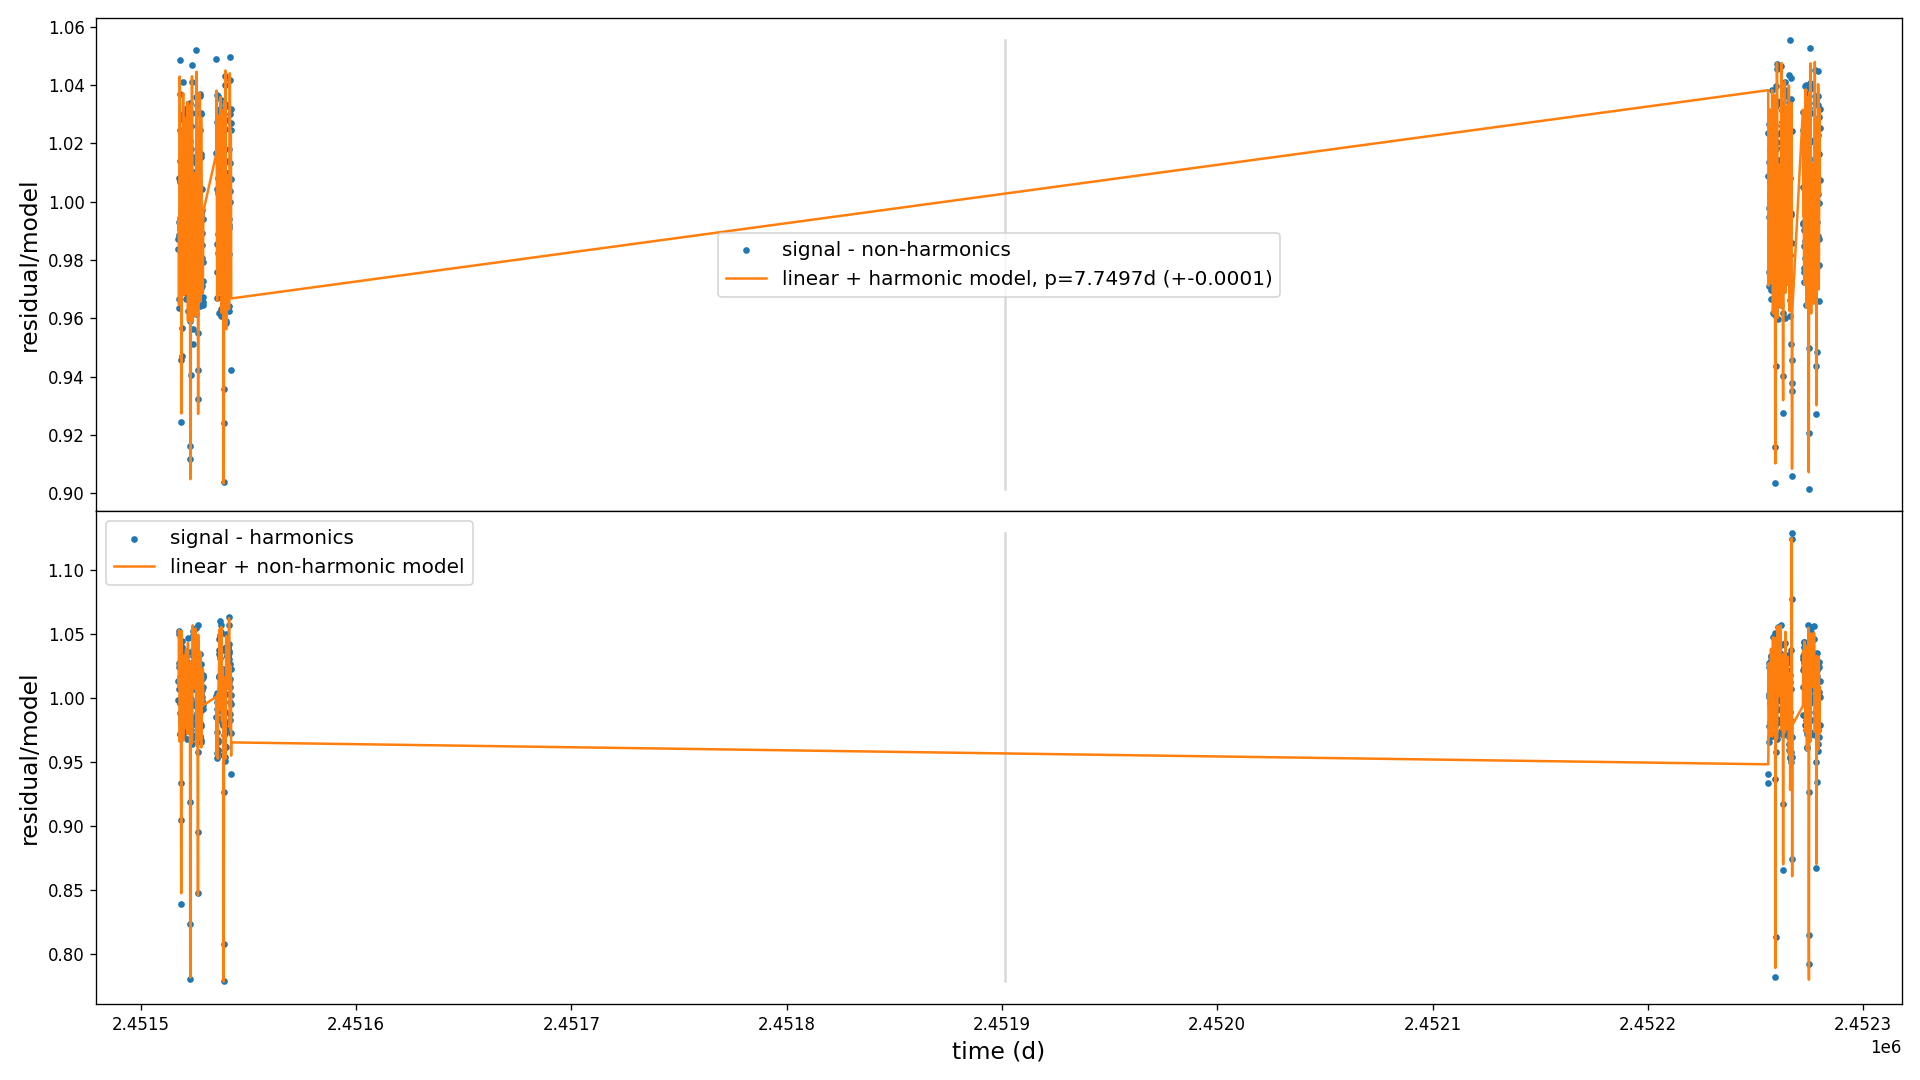 1.06
1.04
1.02
1.00
0.98
0.96
0.94
0.92
0.90
residual/model
signal - non-harmonics
linear + harmonic model, p=7.7497d (+-0.0001)
signal - harmonics
linear + non-harmonic model
1.10
1.05
1.00
0.95
0.90
0.85
0.80
residual/model
2.4515 2.4516 2.4517 2.4518 2.4519 2.4520 2.4521 2.4522 2.4523
time (d)
1e6